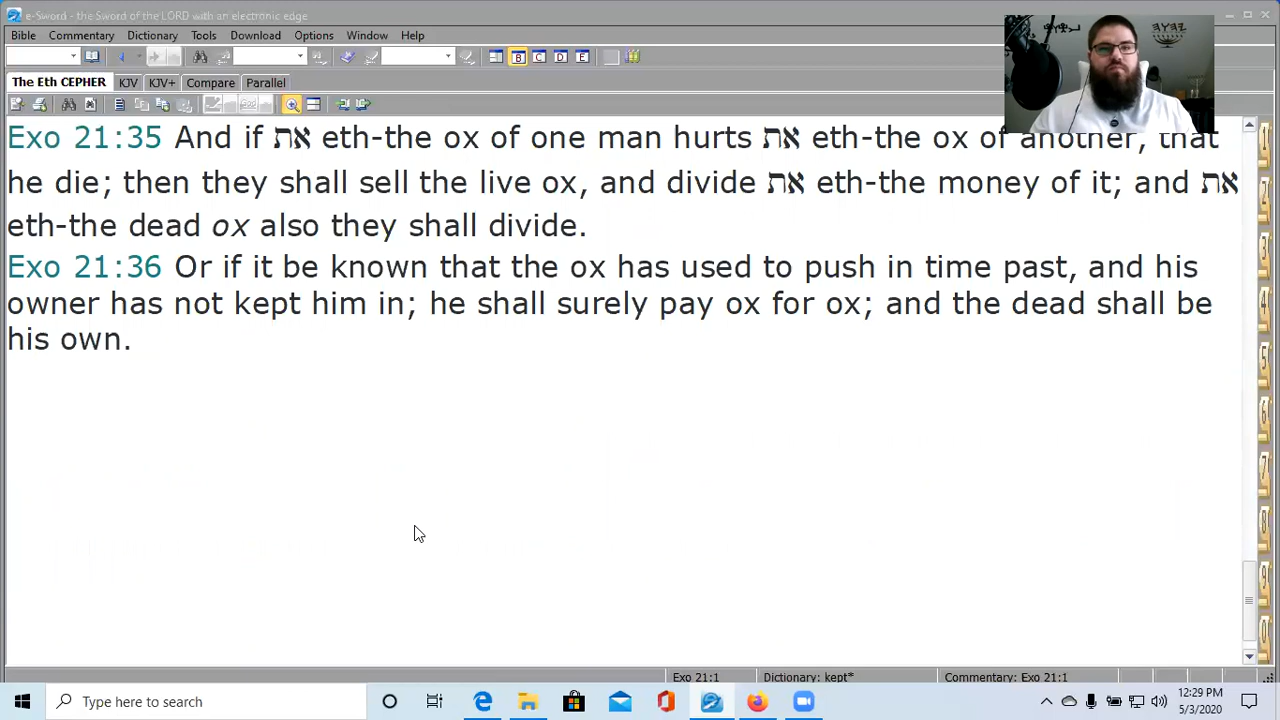 e-Sword - the Sword of the LORD with an electronic edge
Bible Commentary Dictionary Tools Download Options Window Help
B C D E
The Eth CEPHER KJV KJV+ Compare Parallel
Exo 21:35 And if את eth-the ox of one man hurts את eth-the ox of another, that
he die; then they shall sell the live ox, and divide את eth-the money of it; and את
eth-the dead ox also they shall divide.
Exo 21:36 Or if it be known that the ox has used to push in time past, and his
owner has not kept him in; he shall surely pay ox for ox; and the dead shall be
his own.
Exo 21:1 Dictionary: kept* Commentary: Exo 21:1
Type here to search
12:29 PM
5/3/2020